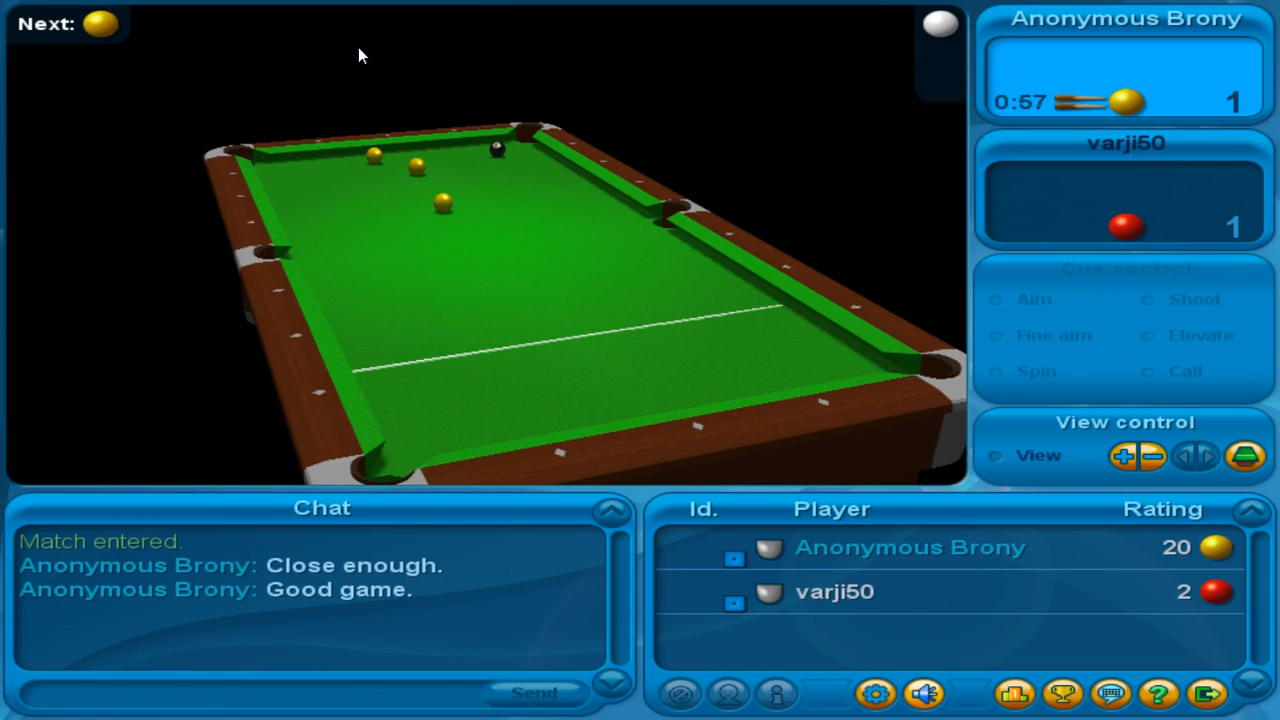 Next:
Anonymous Brony
0:57
1
varji50
1
Cue control
Aim
Shoot
Fine aim
Elevate
Spin
Call
View control
View
Chat
Match entered.
Anonymous Brony: Close enough.
Anonymous Brony: Good game.
Send
Id. Player Rating
Anonymous Brony 20
varji50 2